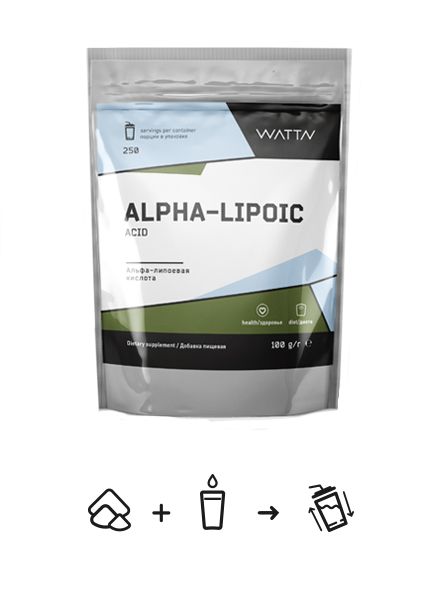 servings per container
порции в упаковке
250
WATTN
ALPHA-LIPOIC
ACID
Альфа-липоевая
кислота
health/здоровье diet/диета
Dietary supplement / Добавка пищевая
100 g/г ℮